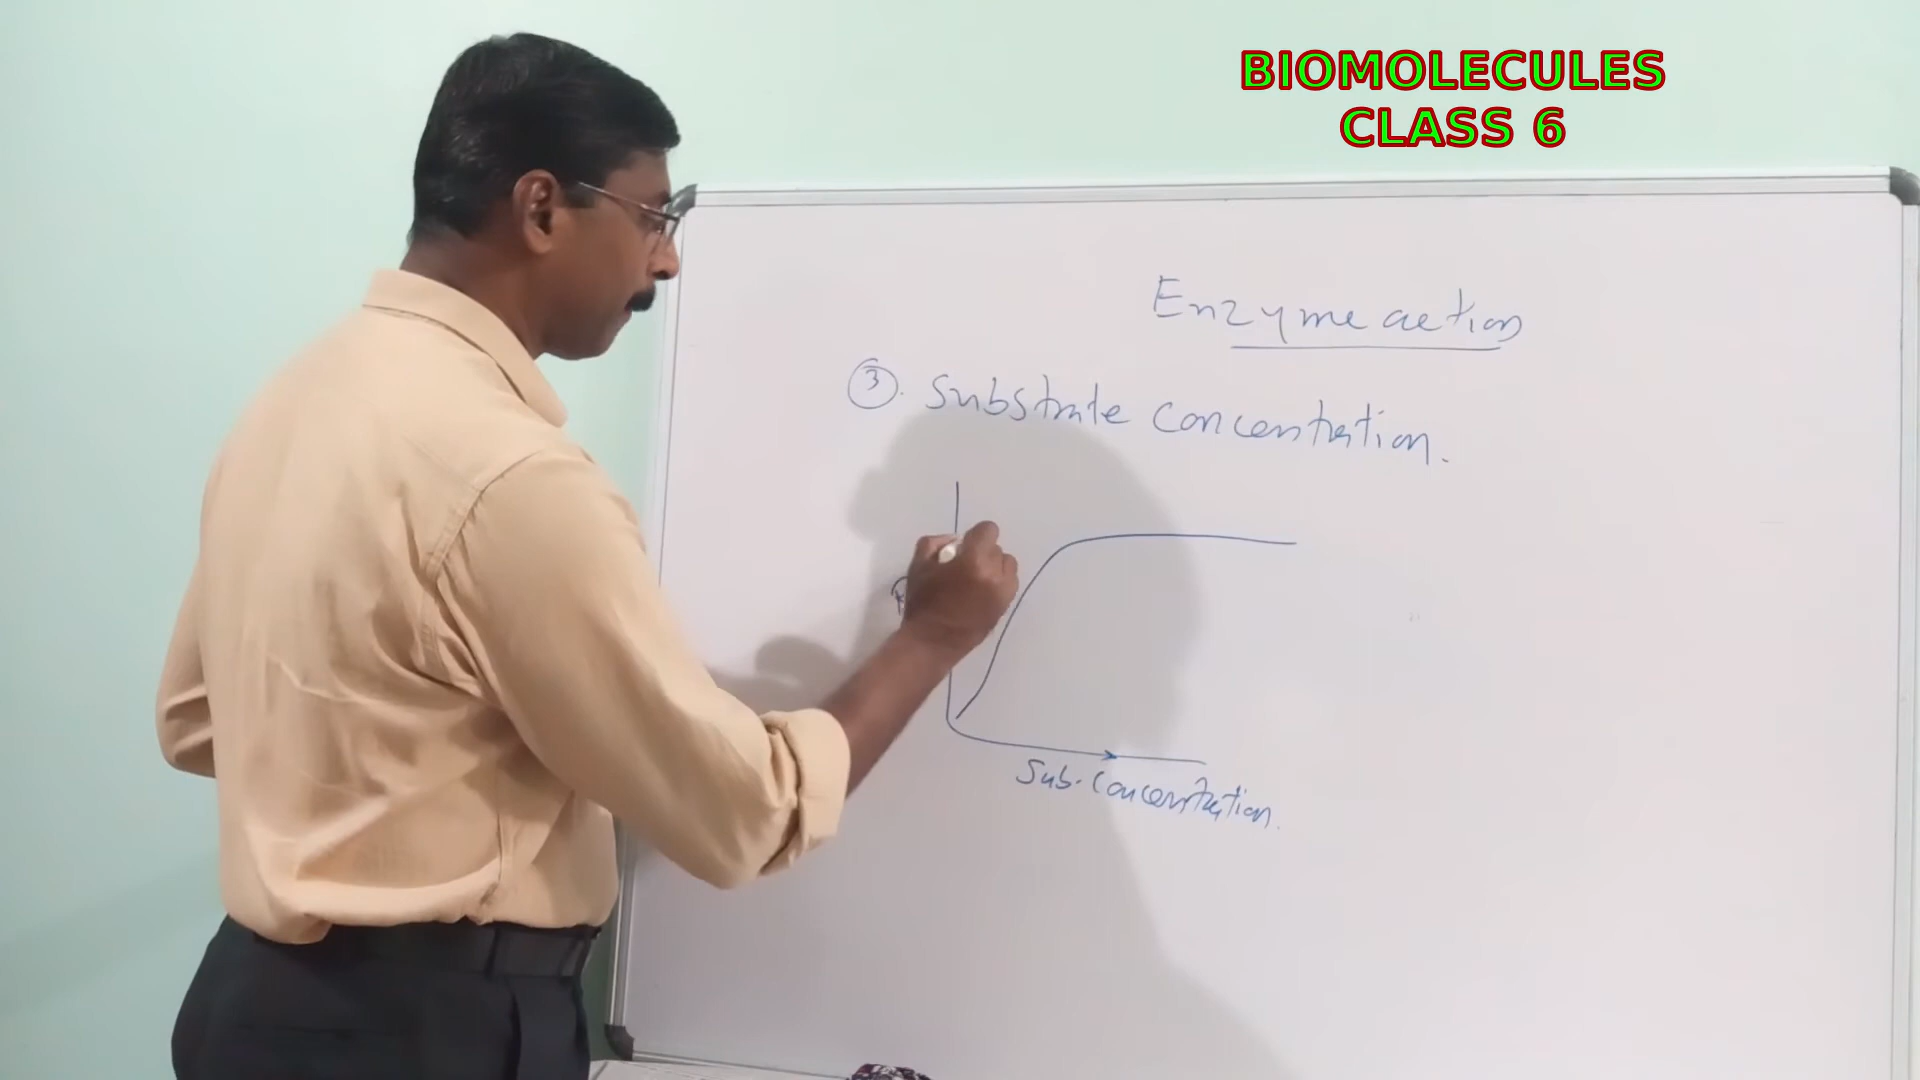 BIOMOLECULES
CLASS 6
Enzyme action
3. Substrate concentration.
Sub. Concentration.